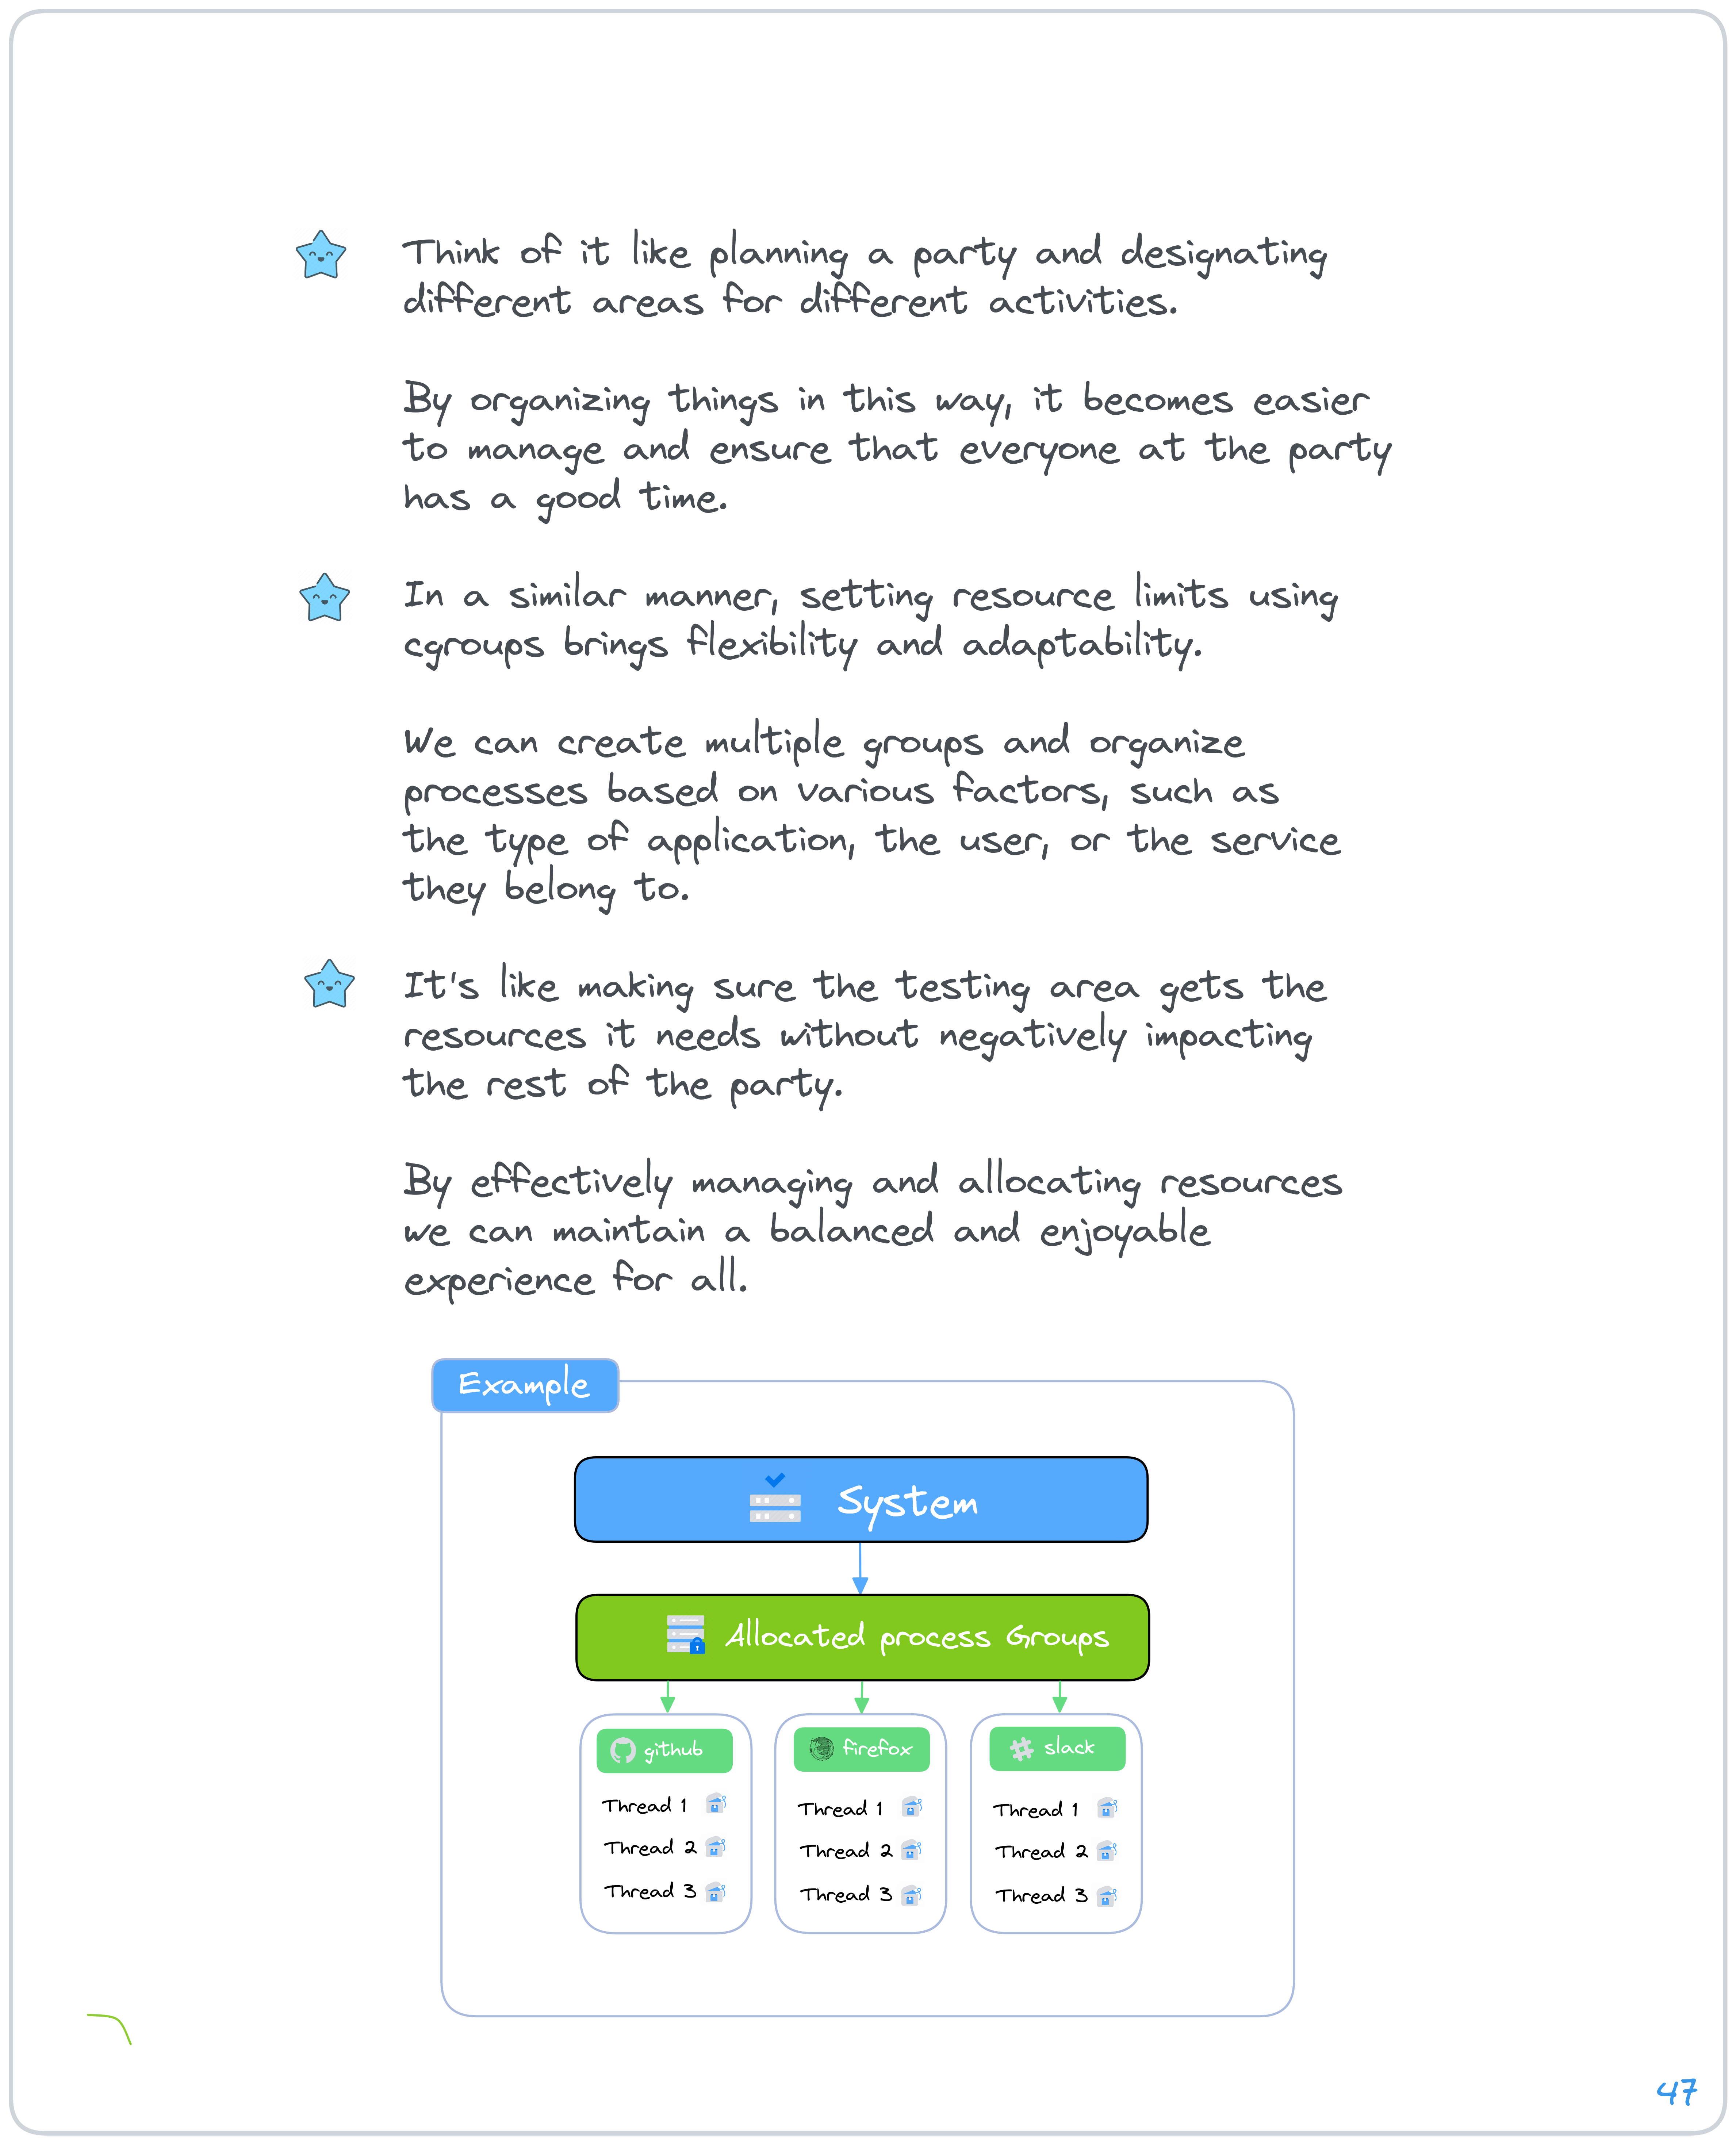 Think of it like planning a party and designating
different areas for different activities.
By organizing things in this way, it becomes easier
to manage and ensure that everyone at the party
has a good time.
In a similar manner, setting resource limits using
cgroups brings flexibility and adaptability.
We can create multiple groups and organize
processes based on various factors, such as
the type of application, the user, or the service
they belong to.
It's like making sure the testing area gets the
resources it needs without negatively impacting
the rest of the party.
By effectively managing and allocating resources
we can maintain a balanced and enjoyable
experience for all.
Example
System
Allocated process Groups
github
Thread 1
Thread 2
Thread 3
firefox
Thread 1
Thread 2
Thread 3
slack
Thread 1
Thread 2
Thread 3
47